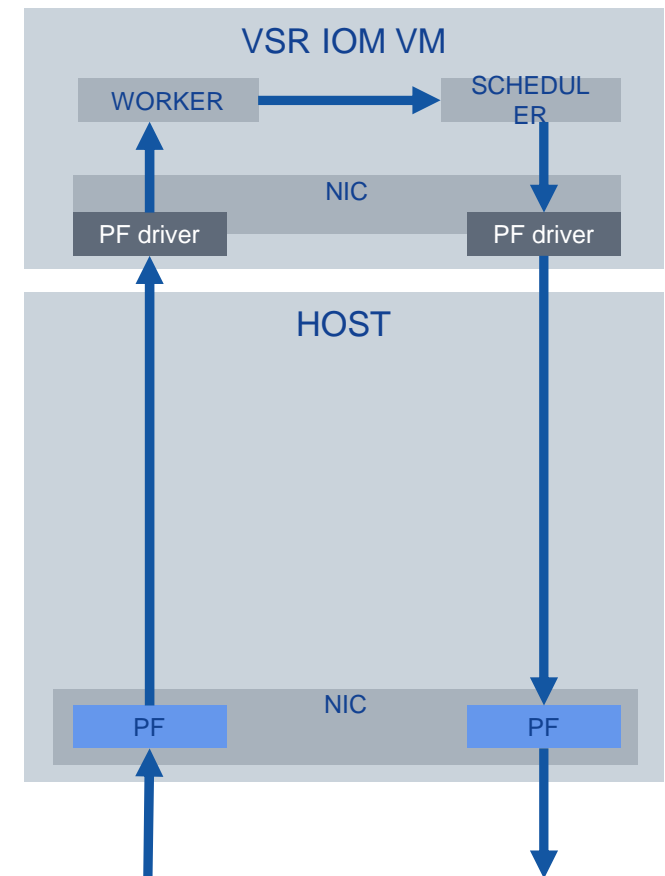 VSR IOM VM
WORKER
SCHEDUL
ER
NIC
PF driver
PF driver
HOST
NIC
PF
PF